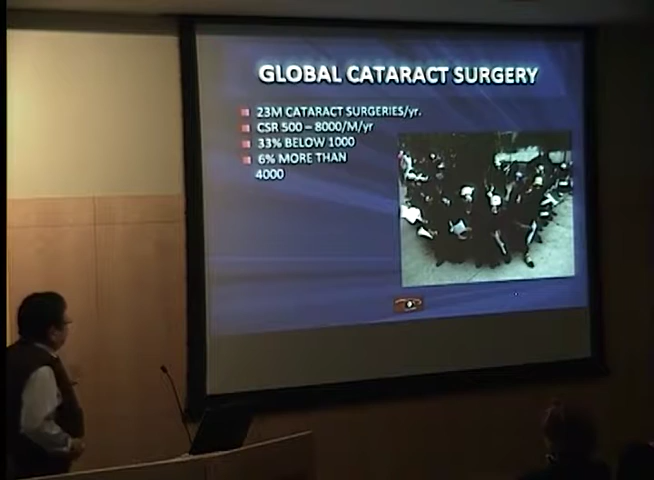 GLOBAL CATARACT SURGERY
23M CATARACT SURGERIES/yr.
CSR 500 – 8000/M/yr
33% BELOW 1000
6% MORE THAN
4000